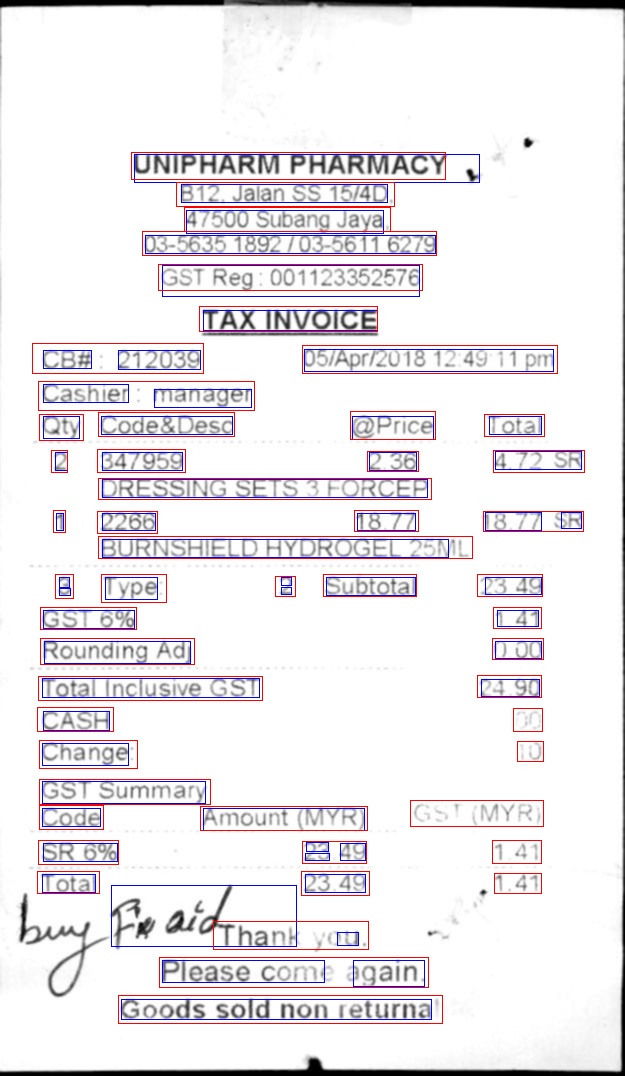 UNIPHARM PHARMACY
B12, Jalan SS 15/4D,
47500 Subang Jaya
03-5635 1892 / 03-5611 6279
GST Reg : 001123352576
TAX INVOICE
CB# : 212039 05/Apr/2018 12:49:11 pm
Cashier : manager
Qty Code&Desc @Price Total
2 347959 2.36 4.72 SR
DRESSING SETS 3 FORCEP
1 2266 18.77 18.77 SR
BURNSHIELD HYDROGEL 25ML
3 Type: 2 Subtotal 23.49
GST 6% 1.41
Rounding Adj 0.00
Total Inclusive GST 24.90
CASH
Change: 10
GST Summary
Code Amount (MYR) GST (MYR)
SR 6% 23.49 1.41
Total 23.49 1.41
buy aid
Thank you,
Please come again.
Goods sold non returna